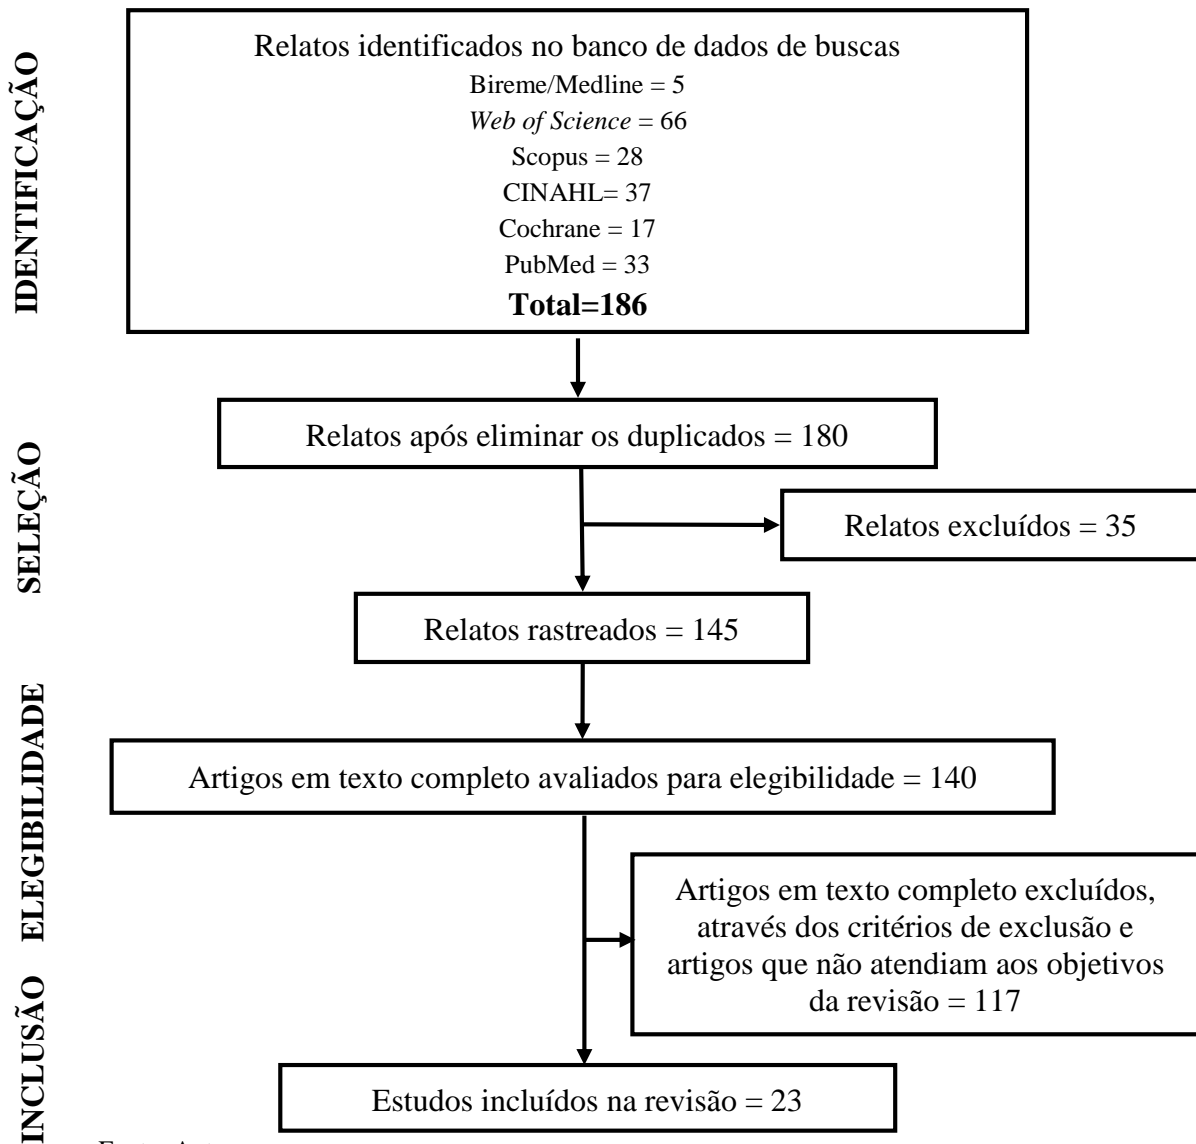 IDENTIFICAÇÃO
Relatos identificados no banco de dados de buscas
Bireme/Medline = 5
Web of Science = 66
Scopus = 28
CINAHL= 37
Cochrane = 17
PubMed = 33
Total=186
SELEÇÃO
Relatos após eliminar os duplicados = 180
Relatos excluídos = 35
Relatos rastreados = 145
ELEGIBILIDADE
Artigos em texto completo avaliados para elegibilidade = 140
Artigos em texto completo excluídos,
através dos critérios de exclusão e
artigos que não atendiam aos objetivos
da revisão = 117
INCLUSÃO
Estudos incluídos na revisão = 23